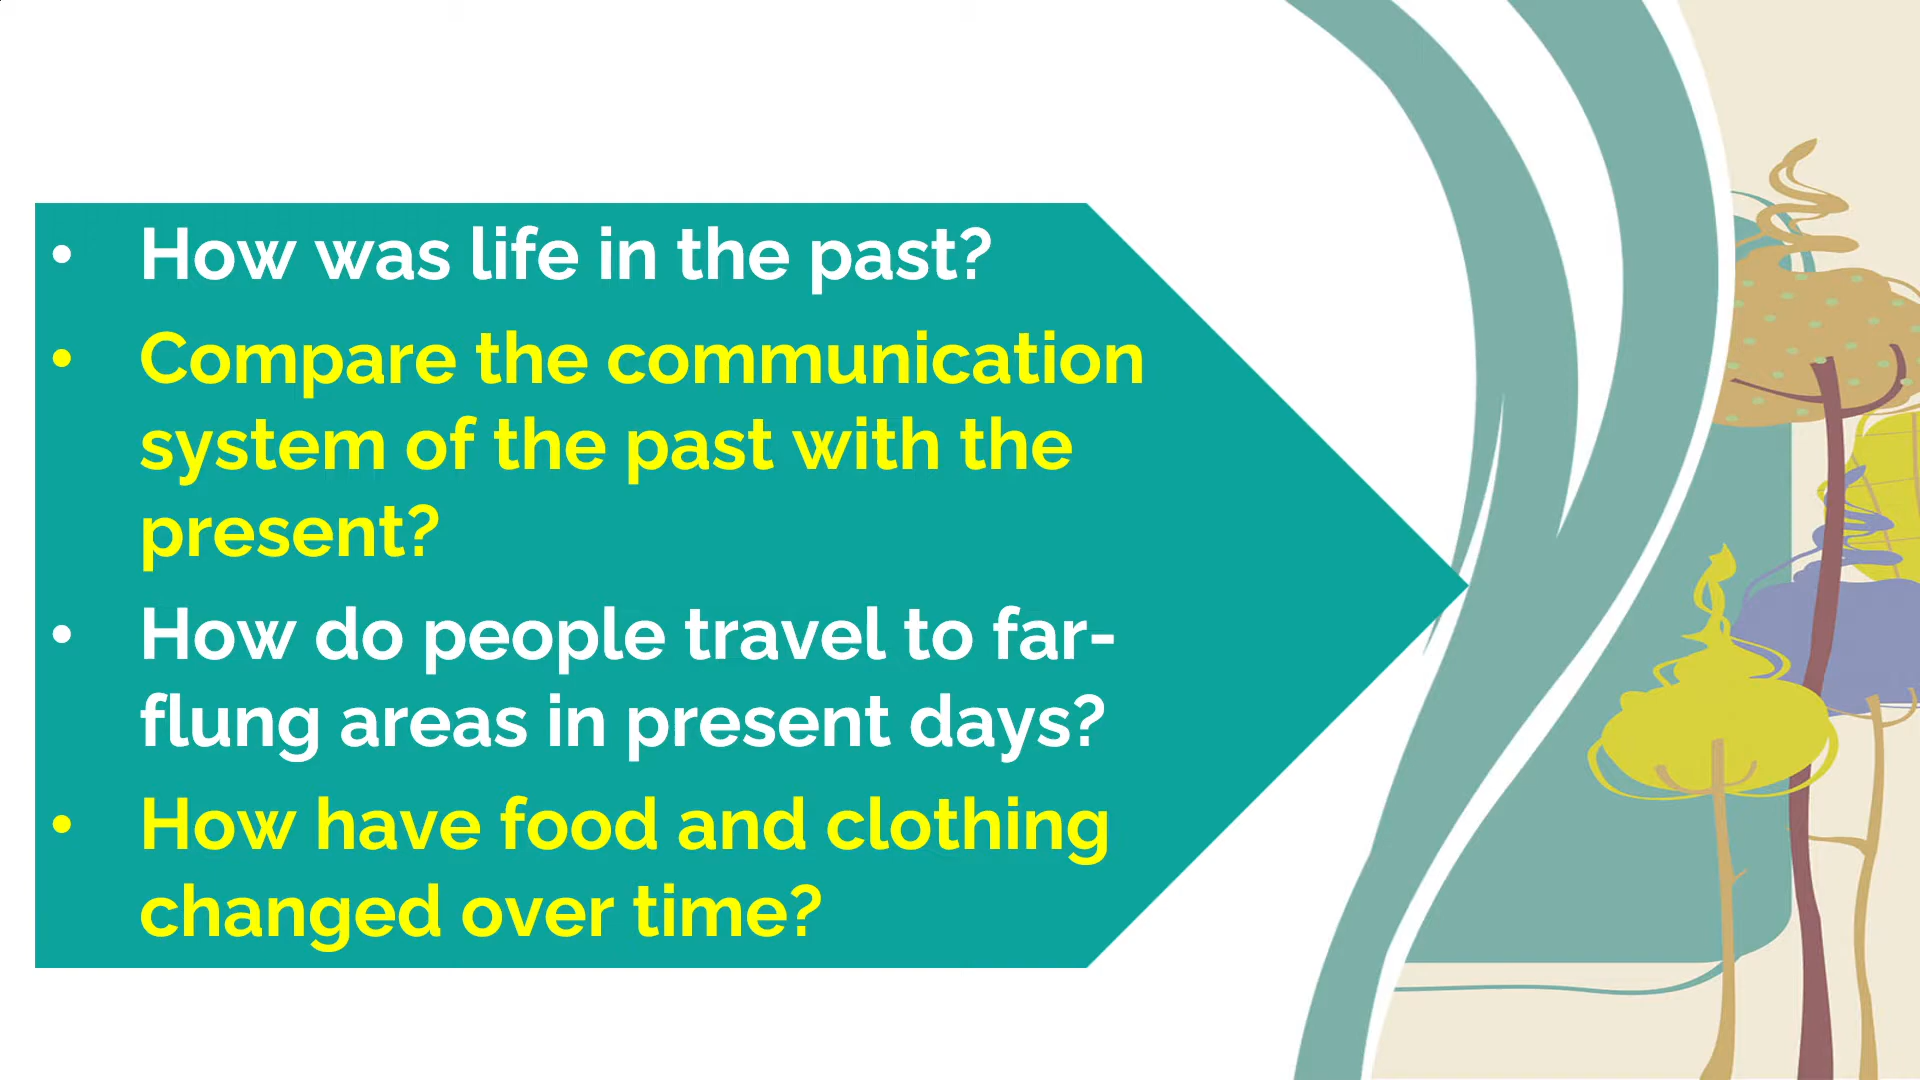 • How was life in the past?
• Compare the communication
system of the past with the
present?
• How do people travel to far-
flung areas in present days?
• How have food and clothing
changed over time?